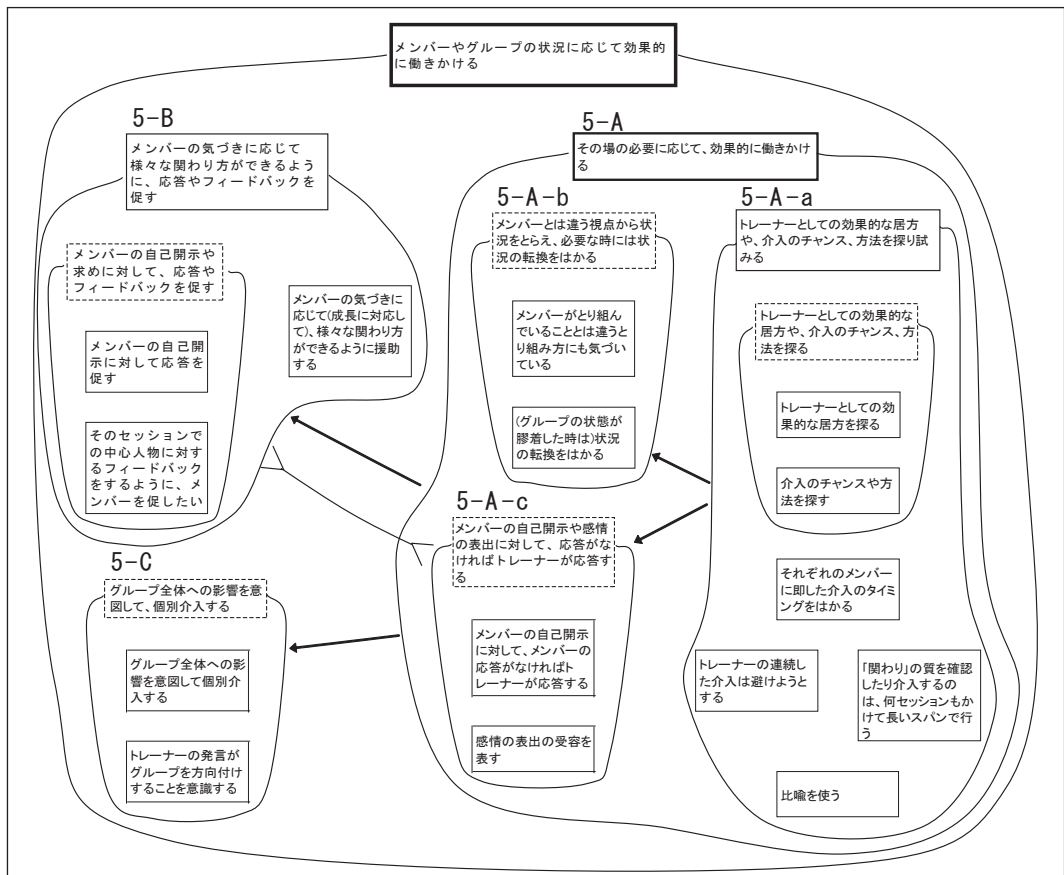 メンバーやグループの状況に応じて効果的
に働きかける
5-B
メンバーの気づきに応じて
様々な関わり方ができるよう
に、応答やフィードバックを
促す
メンバーの自己開示や
求めに対して、応答や
フィードバックを促す
メンバーの自己開
示に対して応答を
促す
そのセッションで
の中心人物に対す
るフィードバック
をするように、メ
ンバーを促したい
メンバーの気づきに
応じて(成長に対応し
て)、様々な関わり方
ができるように援助
する
5-C
グループ全体への影響を意
図して、個別介入する
グループ全体への影
響を意図して個別介
入する
トレーナーの発言が
グループを方向付け
することを意識する
5-A
その場の必要に応じて、効果的に働きかけ
る
5-A-b
メンバーとは違う視点から状
況をとらえ、必要な時には状
況の転換をはかる
メンバーがとり組ん
でいることとは違うと
り組み方にも気づい
ている
(グループの状態が
膠着した時は)状況
の転換をはかる
5-A-c
メンバーの自己開示や感情
の表出に対して、応答がな
ければトレーナーが応答す
る
メンバーの自己開示
に対して、メンバーの
応答がなければト
レーナーが応答する
感情の表出の受容を
表す
5-A-a
トレーナーとしての効果的な居方
や、介入のチャンス、方法を探り試
みる
トレーナーとしての効果的な
居方や、介入のチャンス、方
法を探る
トレーナーとしての効
果的な居方を探る
介入のチャンスや方
法を探す
それぞれのメンバー
に即した介入のタイミ
ングをはかる
トレーナーの連続し
た介入は避けようと
する
「関わり」の質を確認
したり介入するの
は、何セッションもか
けて長いスパンで行
う
比喩を使う